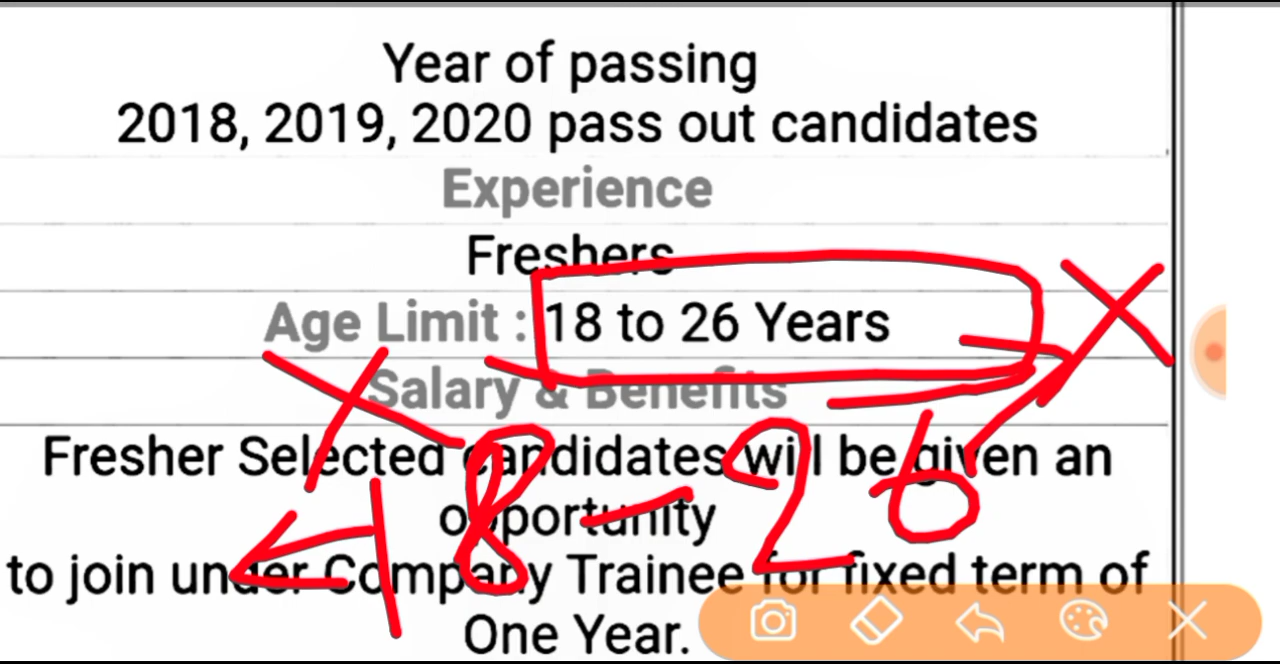 Year of passing
2018, 2019, 2020 pass out candidates
Experience
Freshers
Age Limit : 18 to 26 Years
Salary & Benefits
Fresher Selected candidates will be given an
opportunity
18-26
to join under Company Trainee for fixed term of
One Year.